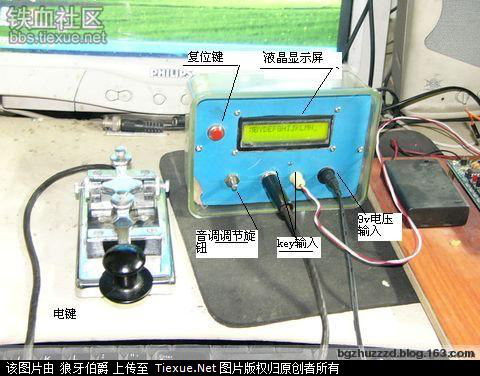 铁血社区
bbs.tiexue.net
PHILIPS
复位键
液晶显示屏
音调调节旋
钮
key输入
9v电压
输入
电键
bgzhuzzd.blog.163.com
该图片由 狼牙伯爵 上传至 Tiexue.Net 图片版权归原创者所有